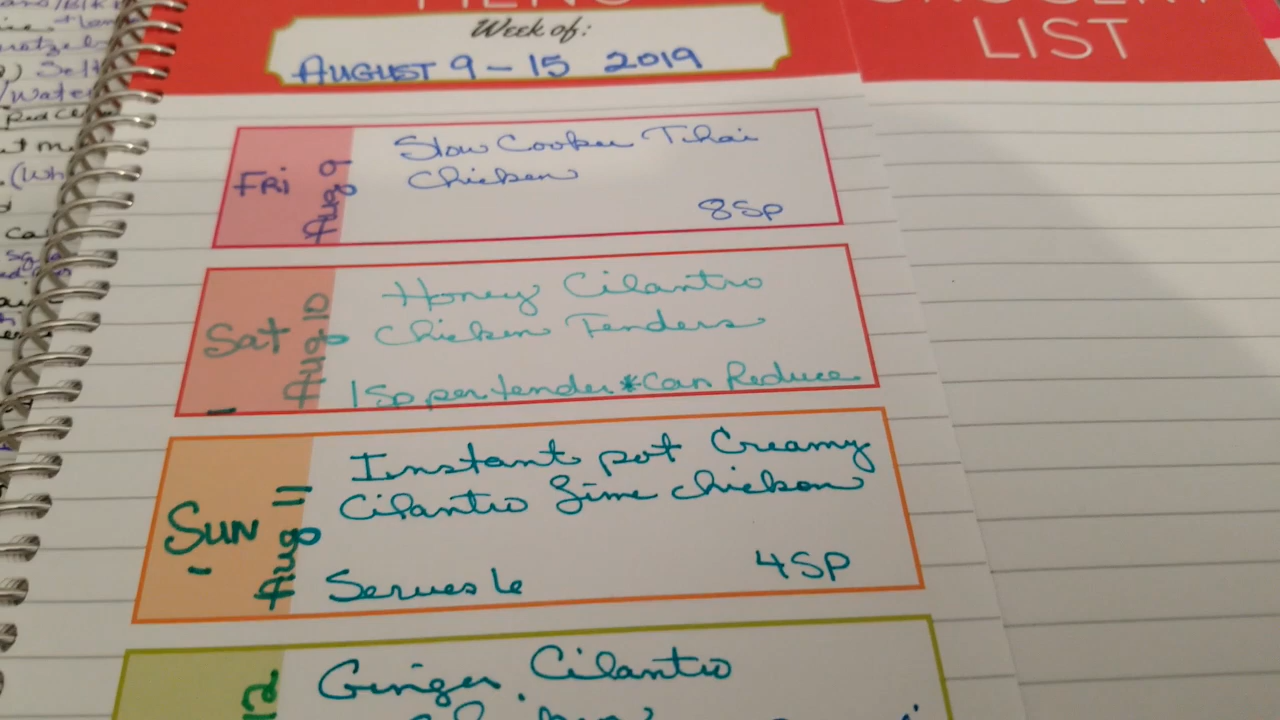 Week of:
AUGUST 9-15 2019
LIST
FRi
Aug 9
Slow Cooker Thai
Chicken
8SP
Sat
Aug 10
Honey Cilantro
Chicken Tenders
1Sp per tender *Can Reduce
SUN
Aug 11
Instant pot Creamy
Cilantro Lime chicken
Serves 6
4SP
12
Ginger Cilantro